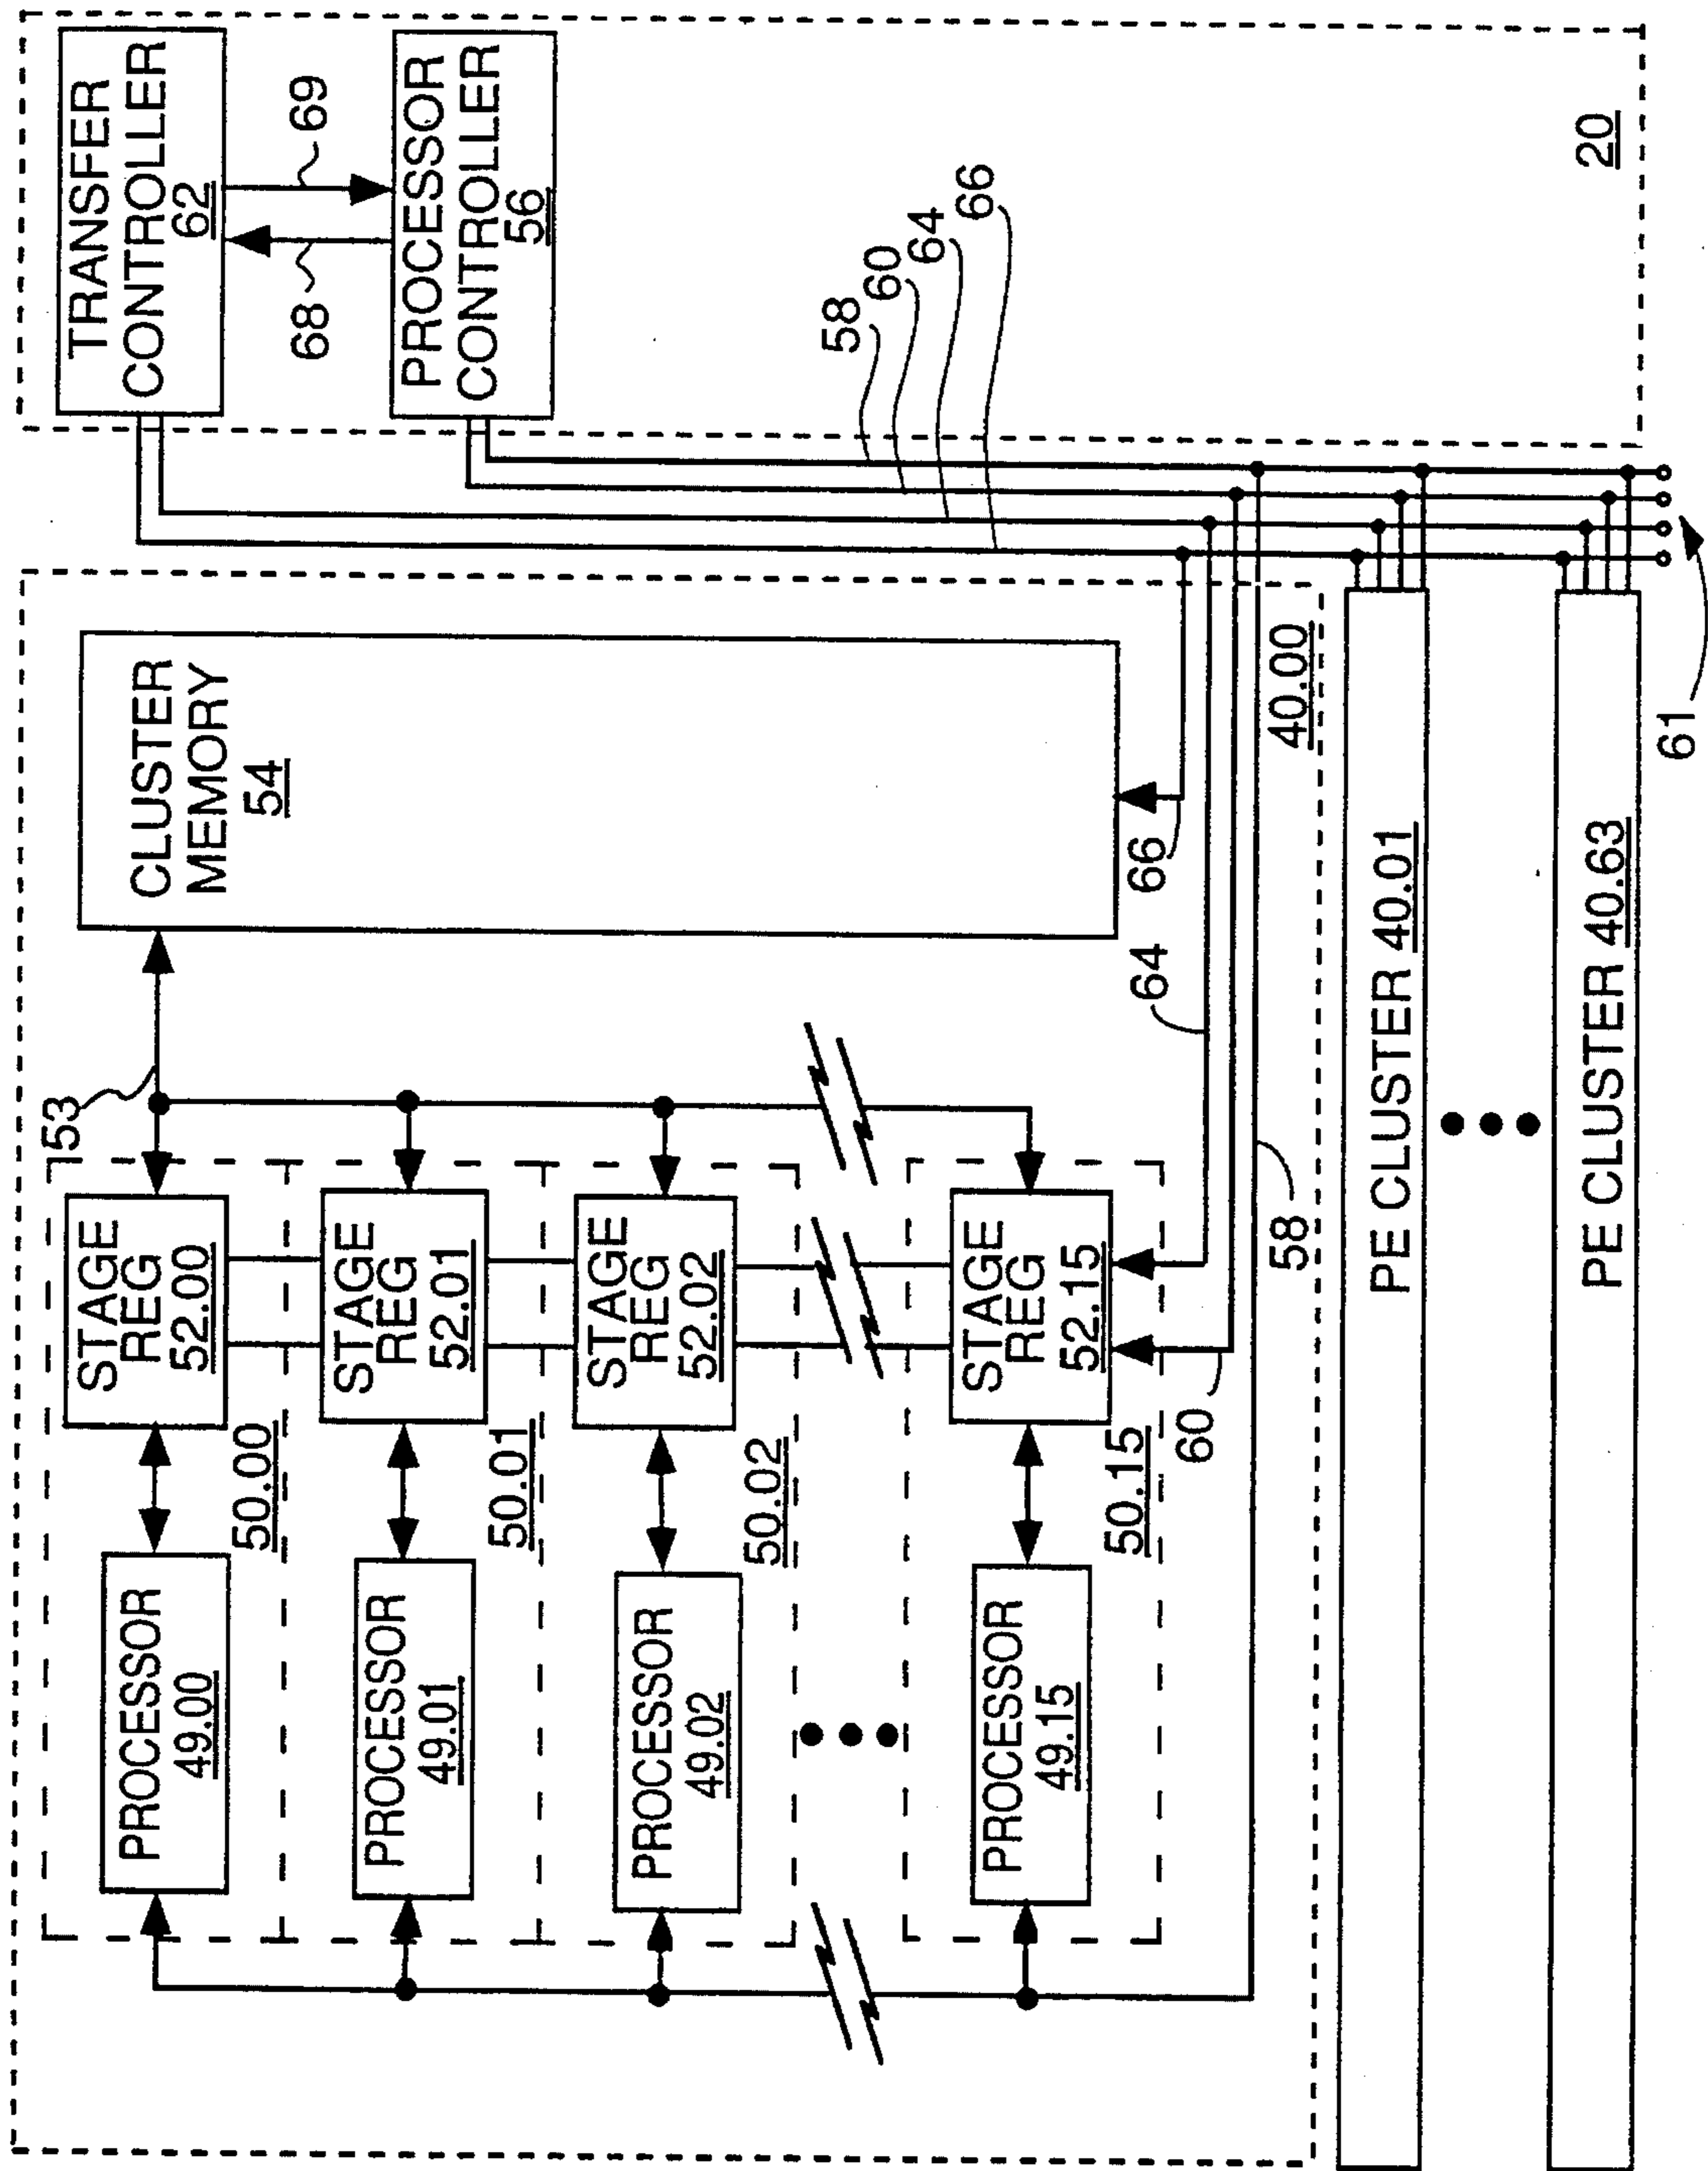 TRANSFER
CONTROLLER
62
68
69
PROCESSOR
CONTROLLER
56
58
60
64
66
20
CLUSTER
MEMORY
54
53
66
64
60
58
40.00
61
STAGE
REG
52.00
50.00
PROCESSOR
49.00
STAGE
REG
52.01
50.01
PROCESSOR
49.01
STAGE
REG
52.02
50.02
PROCESSOR
49.02
STAGE
REG
52.15
50.15
PROCESSOR
49.15
PE CLUSTER 40.01
PE CLUSTER 40.63